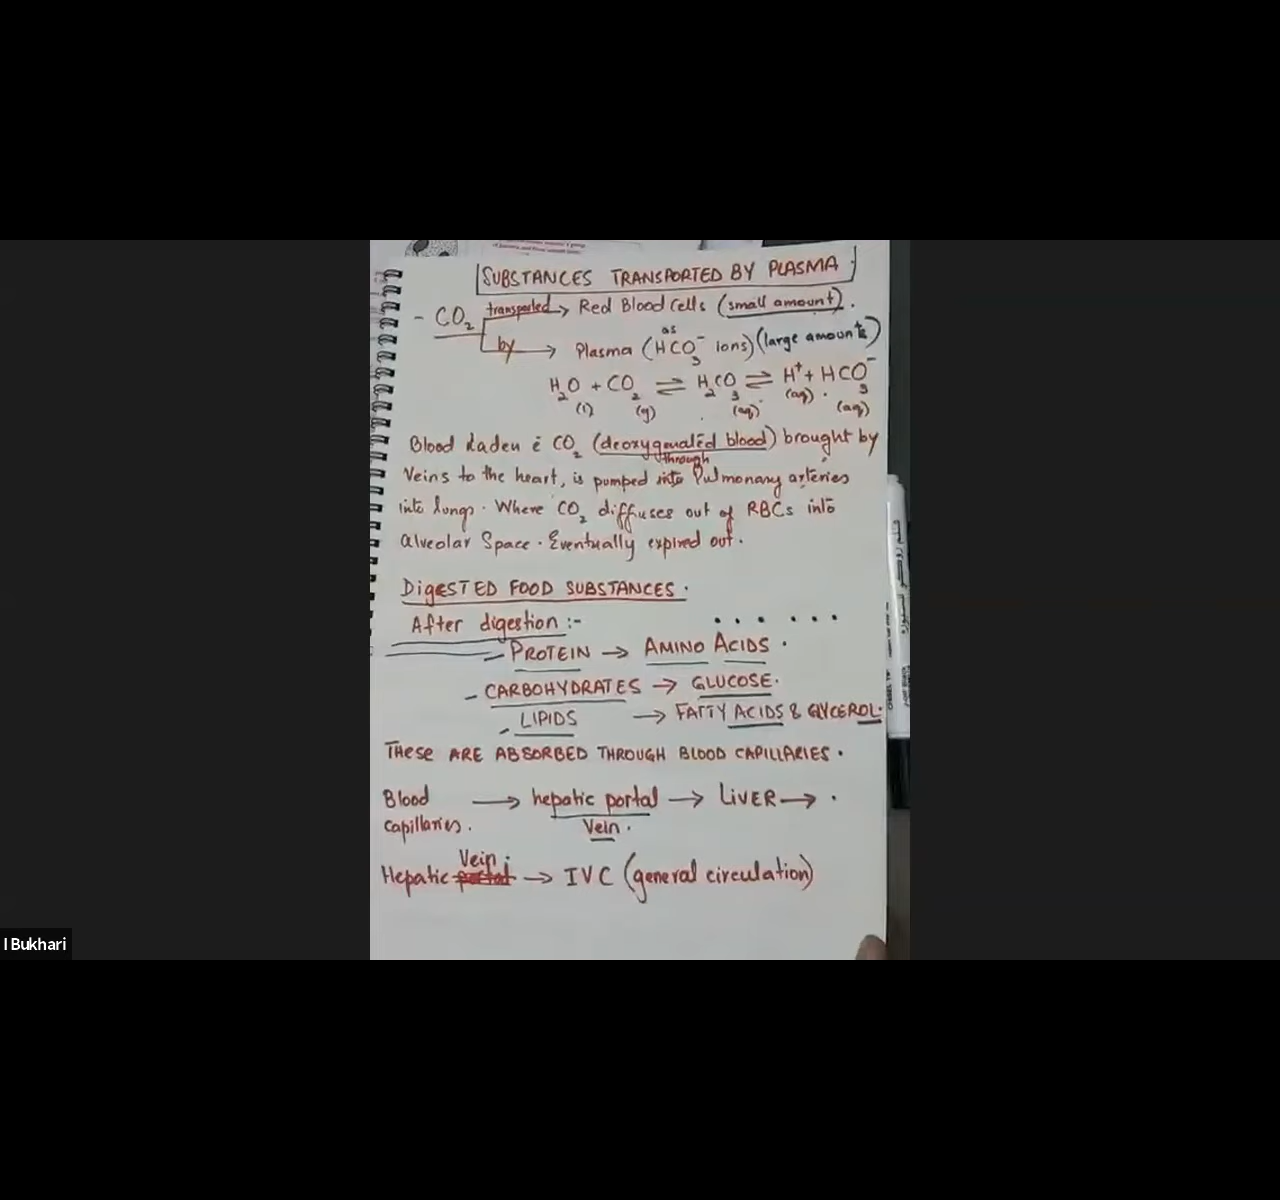 SUBSTANCES TRANSPORTED BY PLASMA
- CO2 transported → Red Blood Cells (small amount).
by → Plasma (as HCO3⁻ ions) (large amounts)
H2O + CO2 ⇌ H2CO3 ⇌ H⁺ + HCO3⁻
(l) (g) (aq) (aq) (aq)
Blood Laden c̄ CO2 (deoxygenated blood) brought by
Veins to the heart, is pumped into through Pulmonary arteries
into lungs. Where CO2 diffuses out of RBCs into
alveolar Space. Eventually expired out.
DIGESTED FOOD SUBSTANCES.
After digestion :-
- PROTEIN → AMINO ACIDS.
- CARBOHYDRATES → GLUCOSE.
- LIPIDS → FATTY ACIDS & GLYCEROL.
THESE ARE ABSORBED THROUGH BLOOD CAPILLARIES.
Blood capillaries. → hepatic portal Vein. → LIVER → .
Hepatic Vein. → IVC (general circulation)
I Bukhari